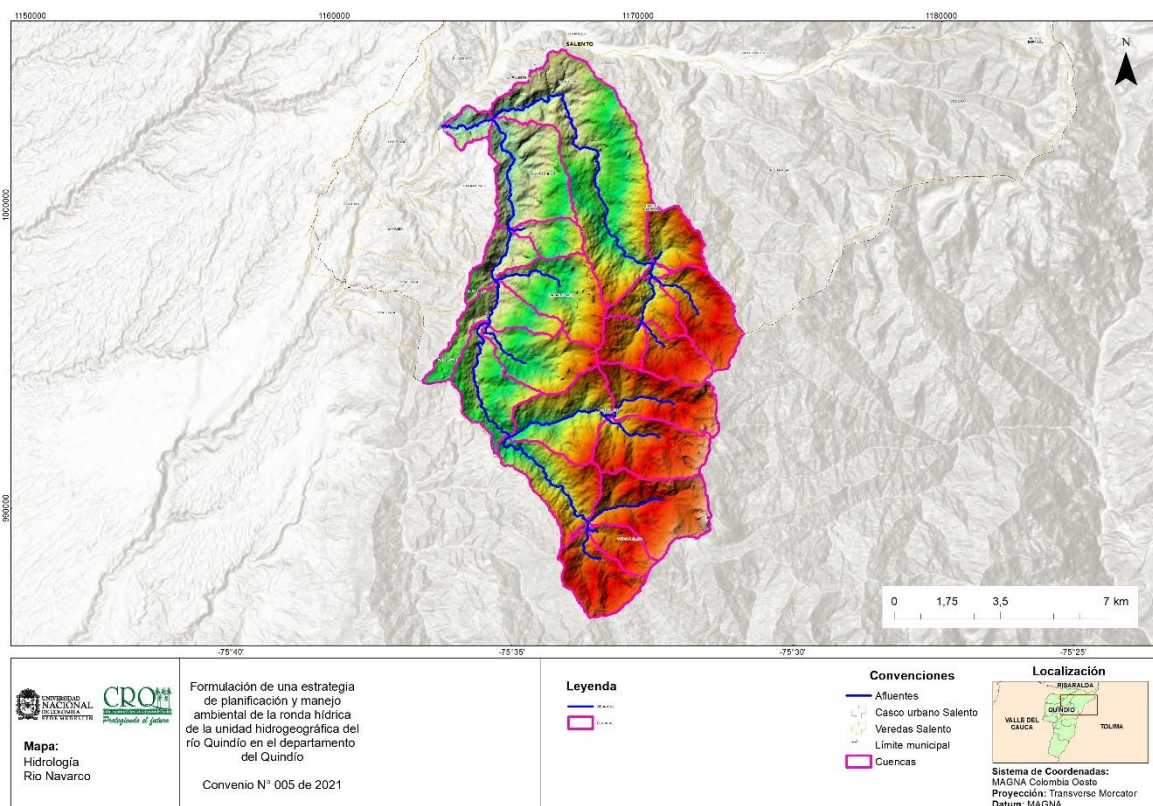 1150000
1160000
1170000
1180000
SALENTO
N
1000000
990000
0 1,75 3,5 7 km
-75°40'
-75°35'
-75°30'
-75°25'
UNIVERSIDAD
NACIONAL
DE COLOMBIA
SEDE MEDELLÍN
CRQ
Protegiendo el futuro
Mapa:
Hidrología
Rio Navarco
Formulación de una estrategia
de planificación y manejo
ambiental de la ronda hídrica
de la unidad hidrogeográfica del
río Quindío en el departamento
del Quindío
Convenio N° 005 de 2021
Leyenda
Afluentes
Cuencas
Convenciones
Afluentes
Casco urbano Salento
Veredas Salento
Límite municipal
Cuencas
Localización
RISARALDA
QUINDÍO
VALLE DEL
CAUCA
TOLIMA
Sistema de Coordenadas:
MAGNA Colombia Oeste
Proyección: Transverse Mercator
Datum: MAGNA